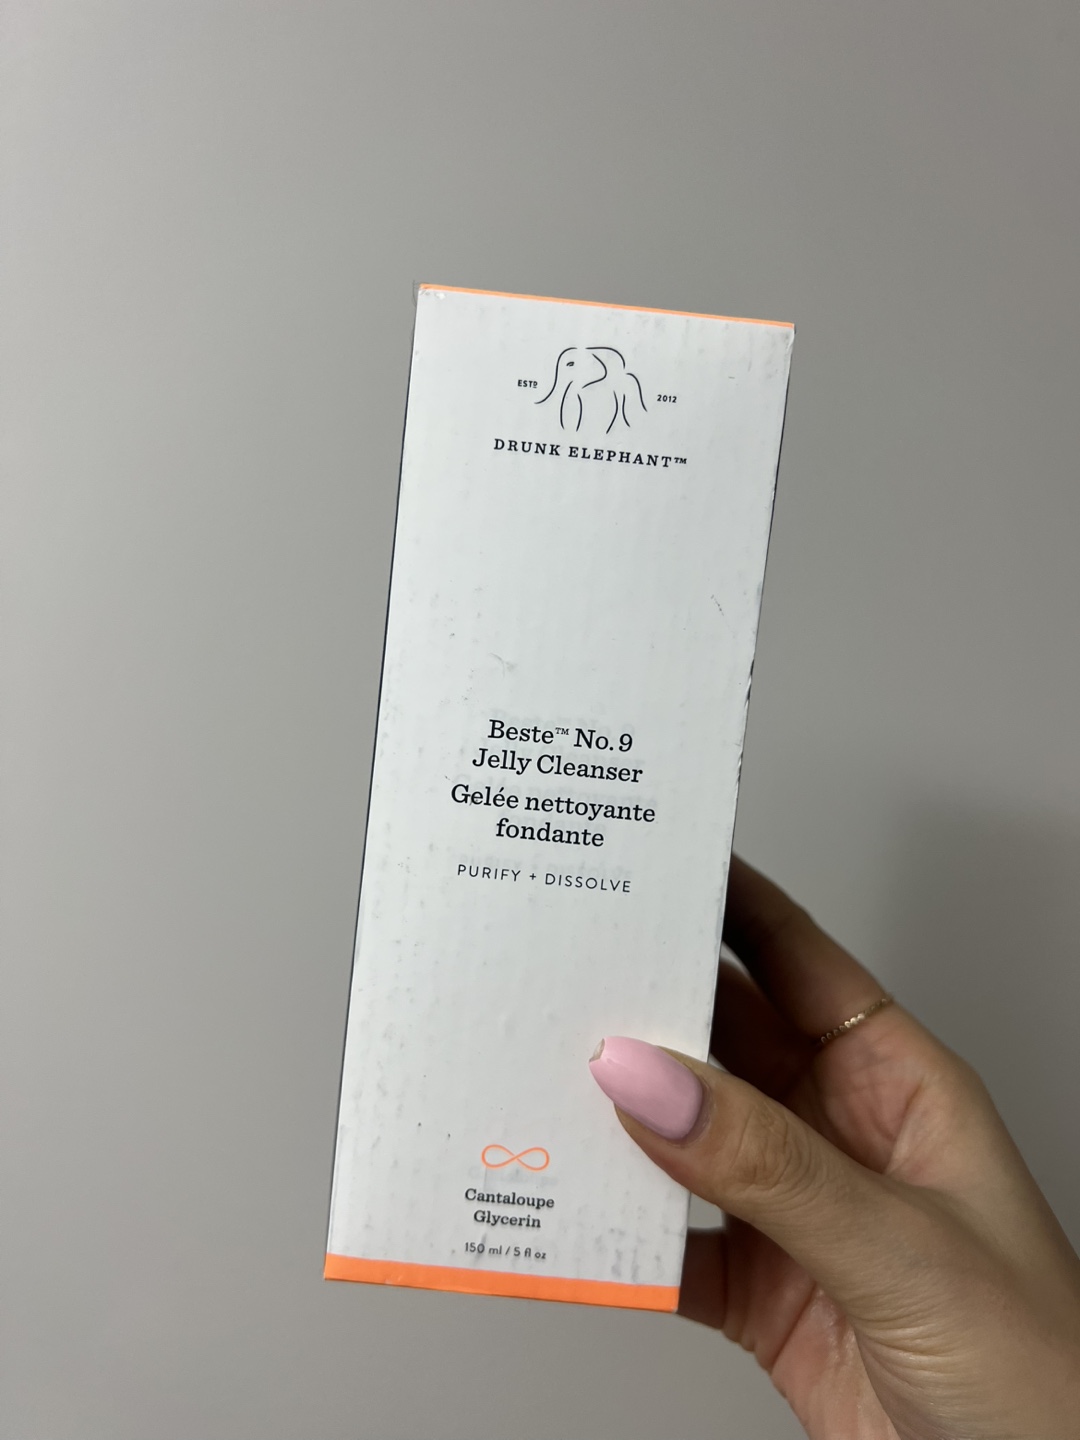 ESTD
2012
DRUNK ELEPHANT™
Beste™ No. 9
Jelly Cleanser
Gelée nettoyante
fondante
PURIFY + DISSOLVE
Cantaloupe
Glycerin
150 ml / 5 fl oz